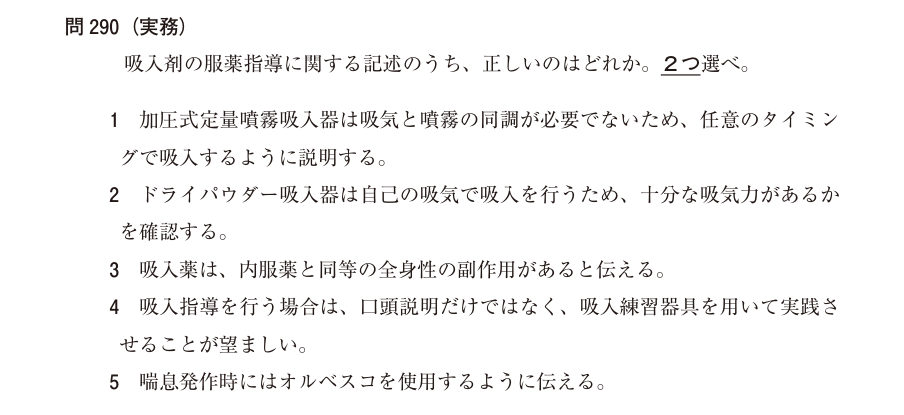 問 290（実務）
吸入剤の服薬指導に関する記述のうち、正しいのはどれか。２つ選べ。
1　加圧式定量噴霧吸入器は吸気と噴霧の同調が必要でないため、任意のタイミン
グで吸入するように説明する。
2　ドライパウダー吸入器は自己の吸気で吸入を行うため、十分な吸気力があるか
を確認する。
3　吸入薬は、内服薬と同等の全身性の副作用があると伝える。
4　吸入指導を行う場合は、口頭説明だけではなく、吸入練習器具を用いて実践さ
せることが望ましい。
5　喘息発作時にはオルベスコを使用するように伝える。